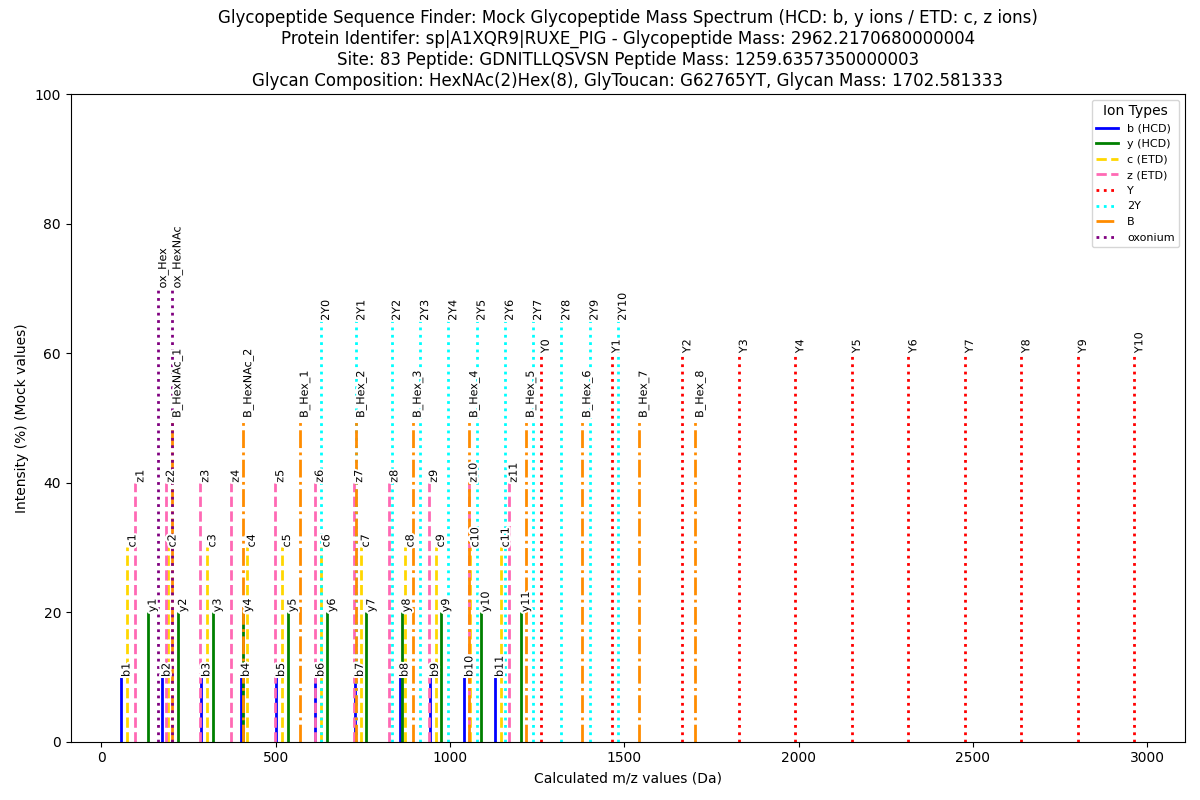 Glycopeptide Sequence Finder: Mock Glycopeptide Mass Spectrum (HCD: b, y ions / ETD: c, z ions)
Protein Identifer: sp|A1XQR9|RUXE_PIG - Glycopeptide Mass: 2962.2170680000004
Site: 83 Peptide: GDNITLLQSVSN Peptide Mass: 1259.6357350000003
Glycan Composition: HexNAc(2)Hex(8), GlyToucan: G62765YT, Glycan Mass: 1702.581333
Intensity (%) (Mock values)
100
80
60
40
20
0
Ion Types
b (HCD)
y (HCD)
c (ETD)
z (ETD)
Y
2Y
B
oxonium
ox_Hex
ox_HexNAc
2Y0
2Y1
2Y2
2Y3
2Y4
2Y5
2Y6
2Y7
2Y8
2Y9
2Y10
Y0
Y1
Y2
Y3
Y4
Y5
Y6
Y7
Y8
Y9
Y10
B_HexNAc_1
B_HexNAc_2
B_Hex_1
B_Hex_2
B_Hex_3
B_Hex_4
B_Hex_5
B_Hex_6
B_Hex_7
B_Hex_8
z1
z2
z3
z4
z5
z6
z7
z8
z9
z10
z11
c1
c2
c3
c4
c5
c6
c7
c8
c9
c10
c11
y1
y2
y3
y4
y5
y6
y7
y8
y9
y10
y11
b1
b2
b3
b4
b5
b6
b7
b8
b9
b10
b11
0
500
1000
1500
2000
2500
3000
Calculated m/z values (Da)